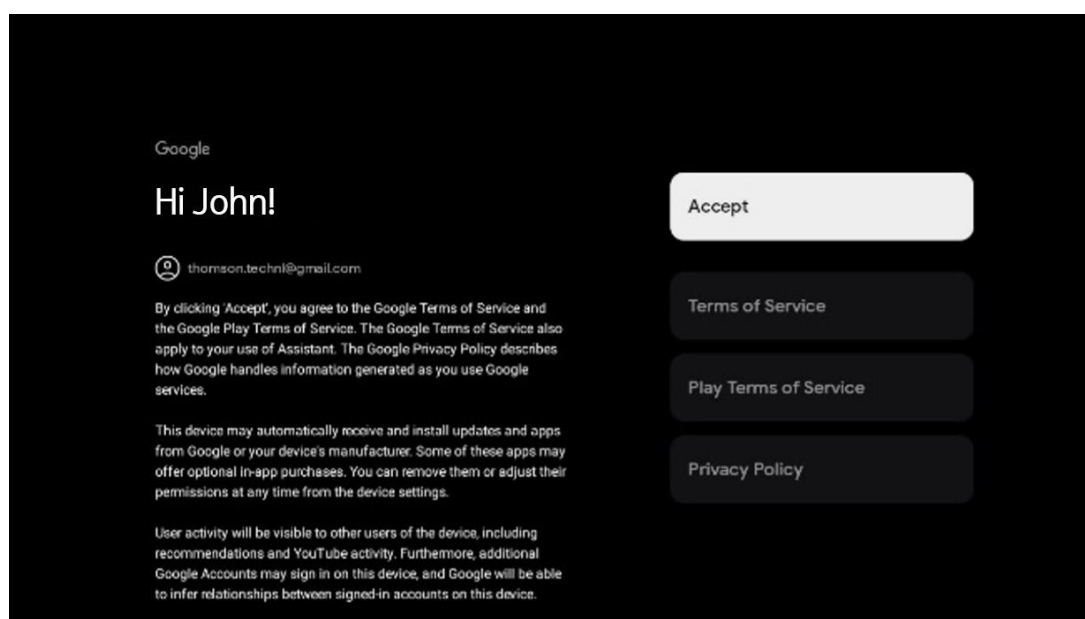 Google
Hi John!
thomson.technl@gmail.com
By clicking 'Accept', you agree to the Google Terms of Service and
the Google Play Terms of Service. The Google Terms of Service also
apply to your use of Assistant. The Google Privacy Policy describes
how Google handles information generated as you use Google
services.
This device may automatically receive and install updates and apps
from Google or your device's manufacturer. Some of these apps may
offer optional in-app purchases. You can remove them or adjust their
permissions at any time from the device settings.
User activity will be visible to other users of the device, including
recommendations and YouTube activity. Furthermore, additional
Google Accounts may sign in on this device, and Google will be able
to infer relationships between signed-in accounts on this device.
Accept
Terms of Service
Play Terms of Service
Privacy Policy